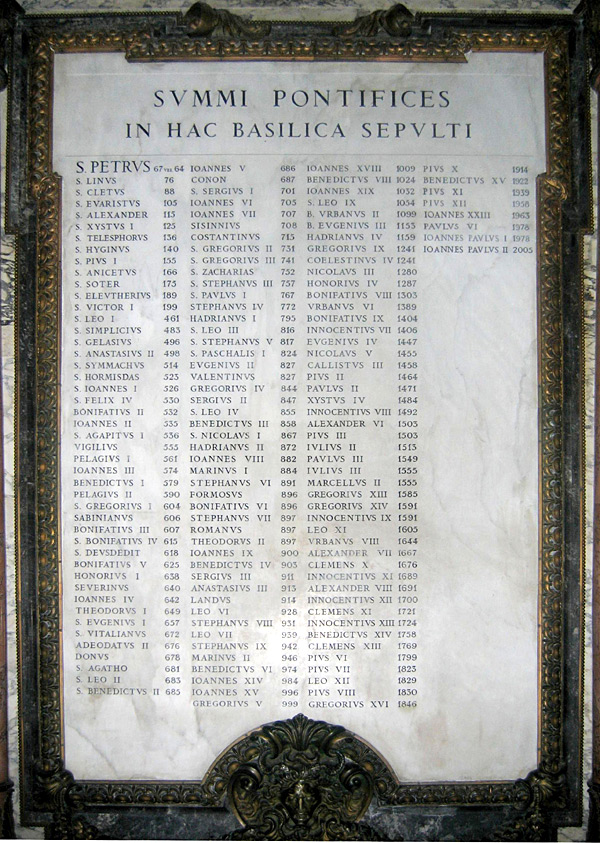 SVMMI PONTIFICES
IN HAC BASILICA SEPVLTI
S. PETRVS 67 VEL 64
S. LINVS 76
S. CLETVS 88
S. EVARISTVS 105
S. ALEXANDER 115
S. XYSTVS I 125
S. TELESPHORVS 136
S. HYGINVS 140
S. PIVS I 155
S. ANICETVS 166
S. SOTER 175
S. ELEVTHERIVS 189
S. VICTOR I 199
S. LEO I 461
S. SIMPLICIVS 483
S. GELASIVS 496
S. ANASTASIVS II 498
S. SYMMACHVS 514
S. HORMISDAS 523
S. IOANNES I 526
S. FELIX IV 530
BONIFATIVS II 532
IOANNES II 535
S. AGAPITVS I 536
VIGILIVS 555
PELAGIVS I 561
IOANNES III 574
BENEDICTVS I 579
PELAGIVS II 590
S. GREGORIVS I 604
SABINIANVS 606
BONIFATIVS III 607
S. BONIFATIVS IV 615
S. DEVSDEDIT 618
BONIFATIVS V 625
HONORIVS I 638
SEVERINVS 640
IOANNES IV 642
THEODORVS I 649
S. EVGENIVS I 657
S. VITALIANVS 672
ADEODATVS II 676
DONVS 678
S. AGATHO 681
S. LEO II 683
S. BENEDICTVS II 685
IOANNES V 686
CONON 687
S. SERGIVS I 701
IOANNES VI 705
IOANNES VII 707
SISINNIVS 708
COSTANTINVS 715
S. GREGORIVS II 731
S. GREGORIVS III 741
S. ZACHARIAS 752
S. STEPHANVS III 757
S. PAVLVS I 767
STEPHANVS IV 772
HADRIANVS I 795
S. LEO III 816
S. STEPHANVS V 817
S. PASCHALIS I 824
EVGENIVS II 827
VALENTINVS 827
GREGORIVS IV 844
SERGIVS II 847
S. LEO IV 855
BENEDICTVS III 858
S. NICOLAVS I 867
HADRIANVS II 872
IOANNES VIII 882
MARINVS I 884
STEPHANVS VI 891
FORMOSVS 896
BONIFATIVS VI 896
STEPHANVS VII 897
ROMANVS 897
THEODORVS II 897
IOANNES IX 900
BENEDICTVS IV 903
SERGIVS III 911
ANASTASIVS III 913
LANDVS 914
LEO VI 928
STEPHANVS VIII 931
LEO VII 939
STEPHANVS IX 942
MARINVS II 946
BENEDICTVS VI 974
IOANNES XIV 984
IOANNES XV 996
GREGORIVS V 999
IOANNES XVIII 1009
BENEDICTVS VIII 1024
IOANNES XIX 1032
S. LEO IX 1054
B. VRBANVS II 1099
B. EVGENIVS III 1153
HADRIANVS IV 1159
GREGORIVS IX 1241
COELESTINVS IV 1241
NICOLAVS III 1280
HONORIVS IV 1287
BONIFATIVS VIII 1303
VRBANVS VI 1389
BONIFATIVS IX 1404
INNOCENTIVS VII 1406
EVGENIVS IV 1447
NICOLAVS V 1455
CALLISTVS III 1458
PIVS II 1464
PAVLVS II 1471
XYSTVS IV 1484
INNOCENTIVS VIII 1492
ALEXANDER VI 1503
PIVS III 1503
IVLIVS II 1513
PAVLVS III 1549
IVLIVS III 1555
MARCELLVS II 1555
GREGORIVS XIII 1585
GREGORIVS XIV 1591
INNOCENTIVS IX 1591
LEO XI 1605
VRBANVS VIII 1644
ALEXANDER VII 1667
CLEMENS X 1676
INNOCENTIVS XI 1689
ALEXANDER VIII 1691
INNOCENTIVS XII 1700
CLEMENS XI 1721
INNOCENTIVS XIII 1724
BENEDICTVS XIV 1758
CLEMENS XIII 1769
PIVS VI 1799
PIVS VII 1823
LEO XII 1829
PIVS VIII 1830
GREGORIVS XVI 1846
PIVS X 1914
BENEDICTVS XV 1922
PIVS XI 1939
PIVS XII 1958
IOANNES XXIII 1963
PAVLVS VI 1978
IOANNES PAVLVS I 1978
IOANNES PAVLVS II 2005